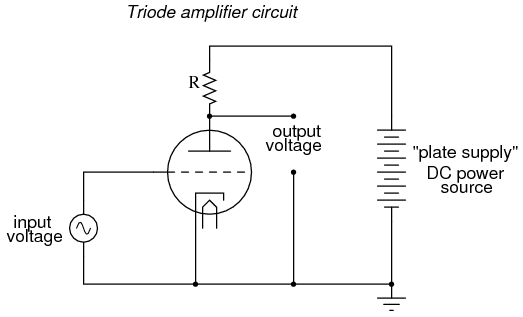 Triode amplifier circuit
R
output
voltage
"plate supply"
DC power
source
input
voltage